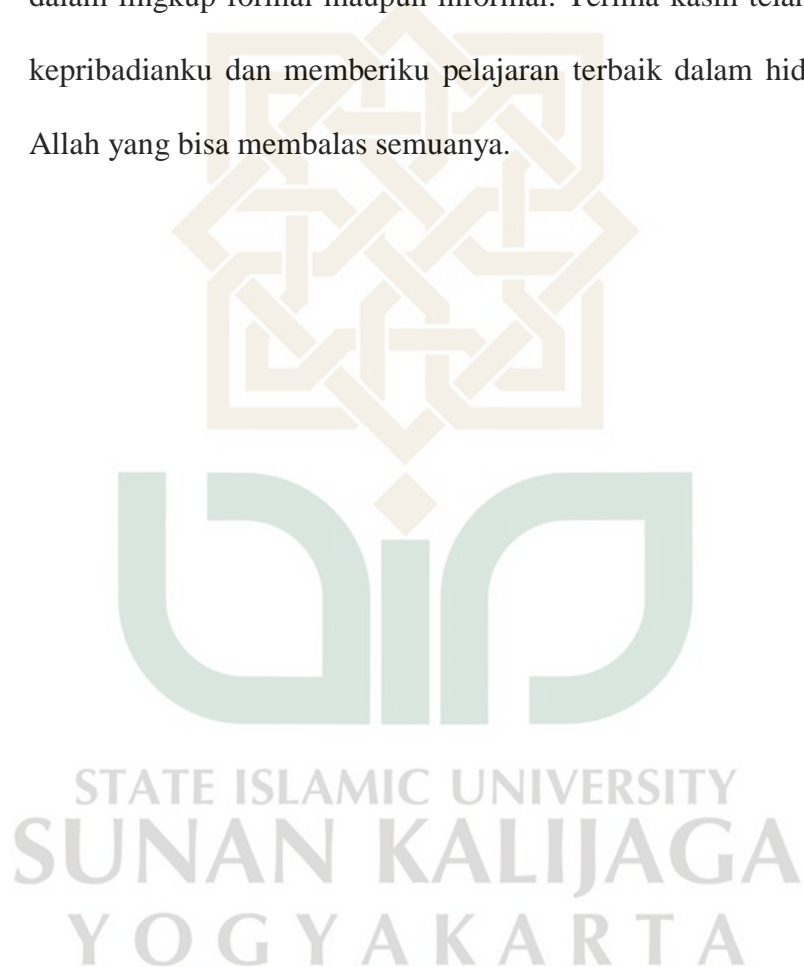 dalam lingkup formal maupun informal. Terima kasih telah
kepribadianku dan memberiku pelajaran terbaik dalam hid
Allah yang bisa membalas semuanya.
uin
STATE ISLAMIC UNIVERSITY
SUNAN KALIJAGA
YOGYAKARTA